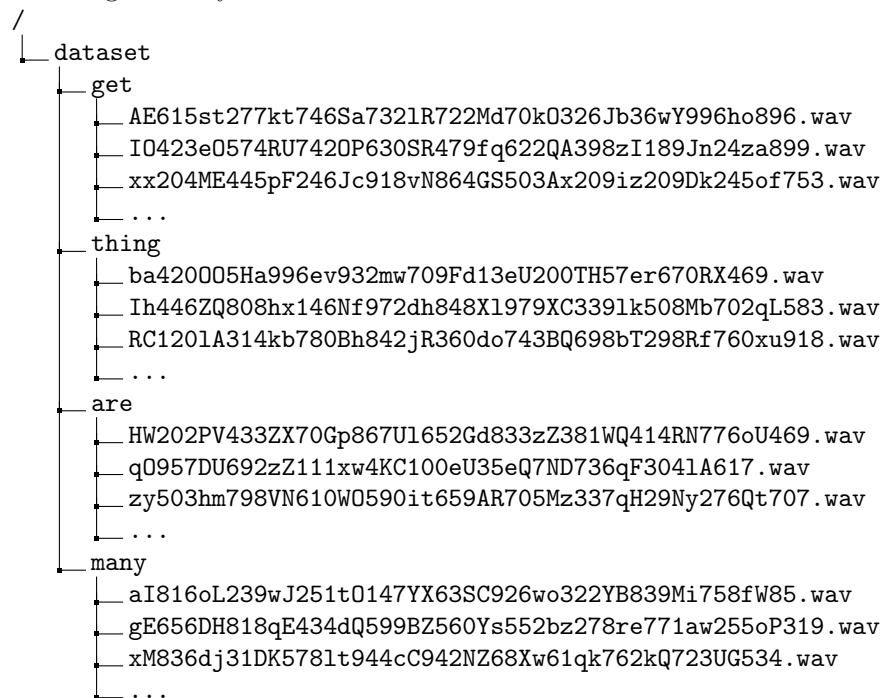 /
dataset
get
AE615st277kt746Sa732lR722Md70kO326Jb36wY996ho896.wav
IO423eO574RU742OP630SR479fq622QA398zI189Jn24za899.wav
xx204ME445pF246Jc918vN864GS503Ax209iz209Dk245of753.wav
...
thing
ba420OO5Ha996ev932mw709Fd13eU200TH57er670RX469.wav
Ih446ZQ808hx146Nf972dh848Xl979XC339lk508Mb702qL583.wav
RC120lA314kb780Bh842jR360do743BQ698bT298Rf760xu918.wav
...
are
HW202PV433ZX70Gp867Ul652Gd833zZ381WQ414RN776oU469.wav
qO957DU692zZ111xw4KC100eU35eQ7ND736qF304lA617.wav
zy503hm798VN610WO590it659AR705Mz337qH29Ny276Qt707.wav
...
many
aI816oL239wJ251tO147YX63SC926wo322YB839Mi758fW85.wav
gE656DH818qE434dQ599BZ560Ys552bz278re771aw255oP319.wav
xM836dj31DK578lt944cC942NZ68Xw61qk762kQ723UG534.wav
...